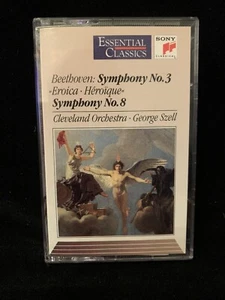 ESSENTIAL
CLASSICS
SONY
CLASSICAL
Beethoven: Symphony No. 3
»Eroica · Héroïque«
Symphony No. 8
Cleveland Orchestra · George Szell